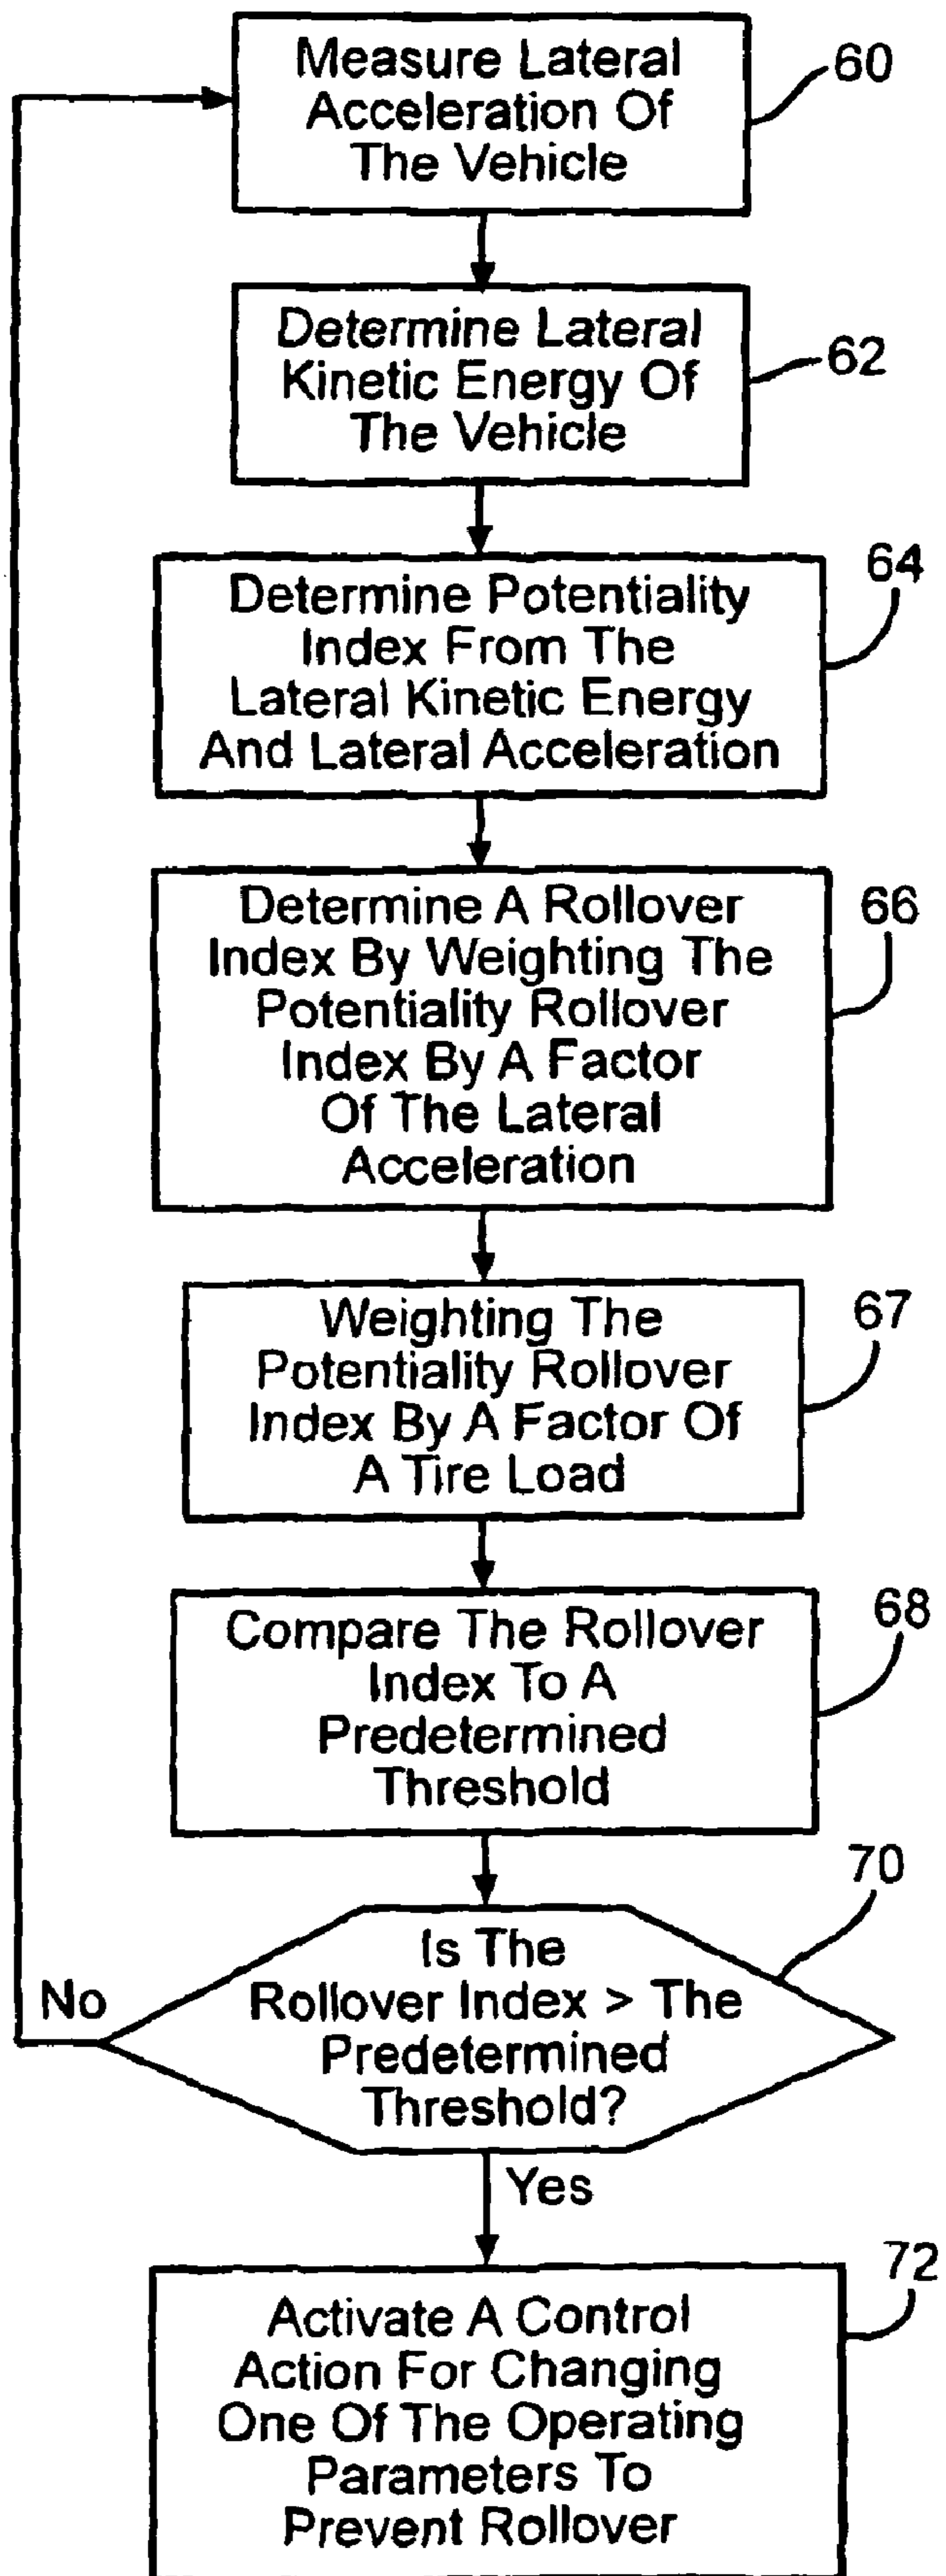 Measure Lateral
Acceleration Of
The Vehicle
60
Determine Lateral
Kinetic Energy Of
The Vehicle
62
Determine Potentiality
Index From The
Lateral Kinetic Energy
And Lateral Acceleration
64
Determine A Rollover
Index By Weighting The
Potentiality Rollover
Index By A Factor
Of The Lateral
Acceleration
66
Weighting The
Potentiality Rollover
Index By A Factor Of
A Tire Load
67
Compare The Rollover
Index To A
Predetermined
Threshold
68
Is The
Rollover Index > The
Predetermined
Threshold?
70
No
Yes
Activate A Control
Action For Changing
One Of The Operating
Parameters To
Prevent Rollover
72